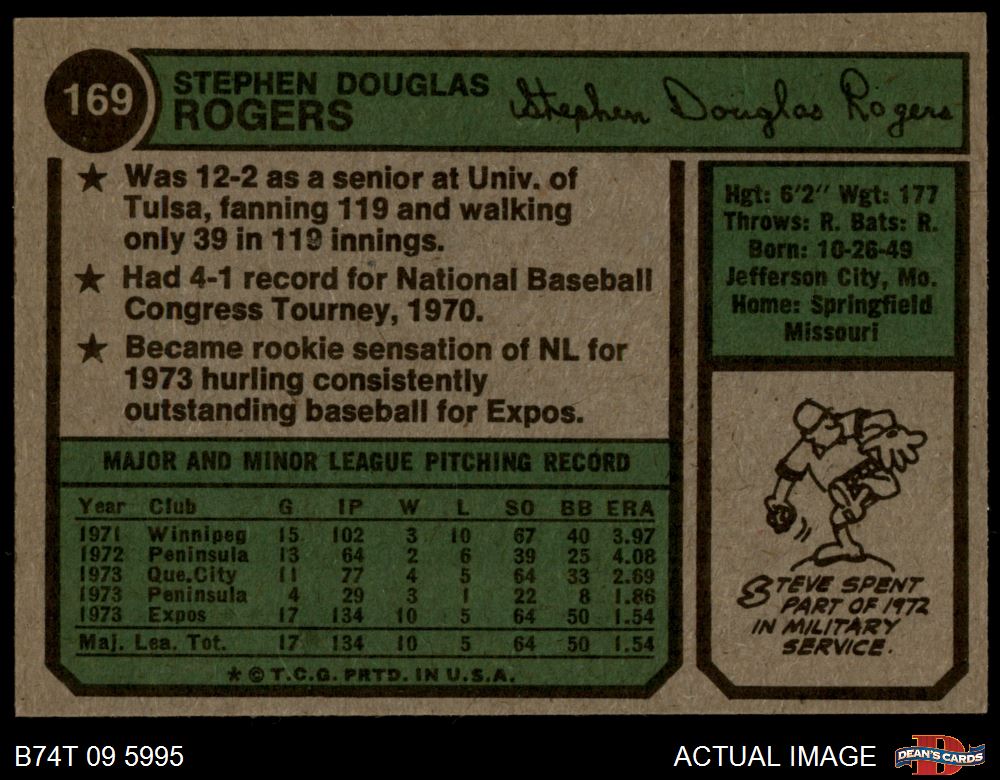 169
STEPHEN DOUGLAS
ROGERS
Stephen Douglas Rogers
★ Was 12-2 as a senior at Univ. of
Tulsa, fanning 119 and walking
only 39 in 119 innings.
★ Had 4-1 record for National Baseball
Congress Tourney, 1970.
★ Became rookie sensation of NL for
1973 hurling consistently
outstanding baseball for Expos.
Hgt: 6'2" Wgt: 177
Throws: R. Bats: R.
Born: 10-26-49
Jefferson City, Mo.
Home: Springfield
Missouri
MAJOR AND MINOR LEAGUE PITCHING RECORD
Year Club G IP W L SO BB ERA
1971 Winnipeg 15 102 3 10 67 40 3.97
1972 Peninsula 13 64 2 6 39 25 4.08
1973 Que.City 11 77 4 5 64 33 2.69
1973 Peninsula 4 29 3 1 22 8 1.86
1973 Expos 17 134 10 5 64 50 1.54
Maj. Lea. Tot. 17 134 10 5 64 50 1.54
* © T.C.G. PRTD. IN U.S.A.
STEVE SPENT
PART OF 1972
IN MILITARY
SERVICE.
B74T 09 5995
ACTUAL IMAGE
D
DEAN'S CARDS